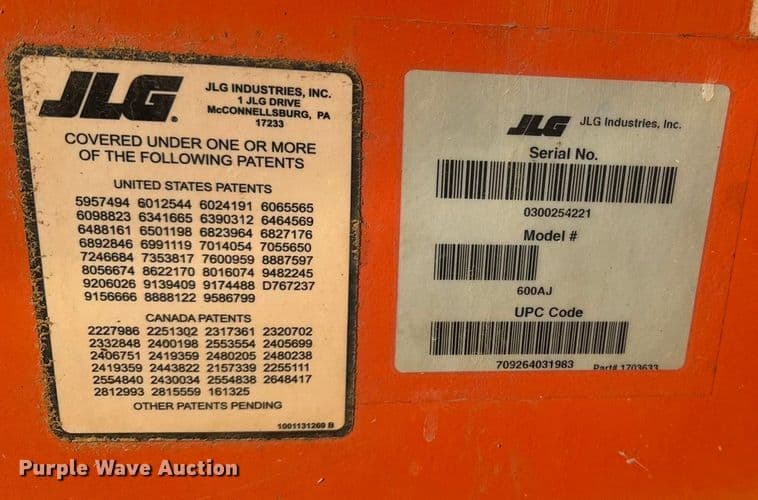 JLG®
JLG INDUSTRIES, INC.
1 JLG DRIVE
McCONNELLSBURG, PA
17233
COVERED UNDER ONE OR MORE
OF THE FOLLOWING PATENTS
UNITED STATES PATENTS
5957494 6012544 6024191 6065565
6098823 6341665 6390312 6464569
6488161 6501198 6823964 6827176
6892846 6991119 7014054 7055650
7246684 7353817 7600959 8887597
8056674 8622170 8016074 9482245
9206026 9139409 9174488 D767237
9156666 8888122 9586799
CANADA PATENTS
2227986 2251302 2317361 2320702
2332848 2400198 2553554 2405699
2406751 2419359 2480205 2480238
2419359 2443822 2157339 2255111
2554840 2430034 2554838 2648417
2812993 2815559 161325
OTHER PATENTS PENDING
1001131269 B
JLG JLG Industries, Inc.
Serial No.
0300254221
Model #
600AJ
UPC Code
709264031983
Part# 1703633
Purple Wave Auction